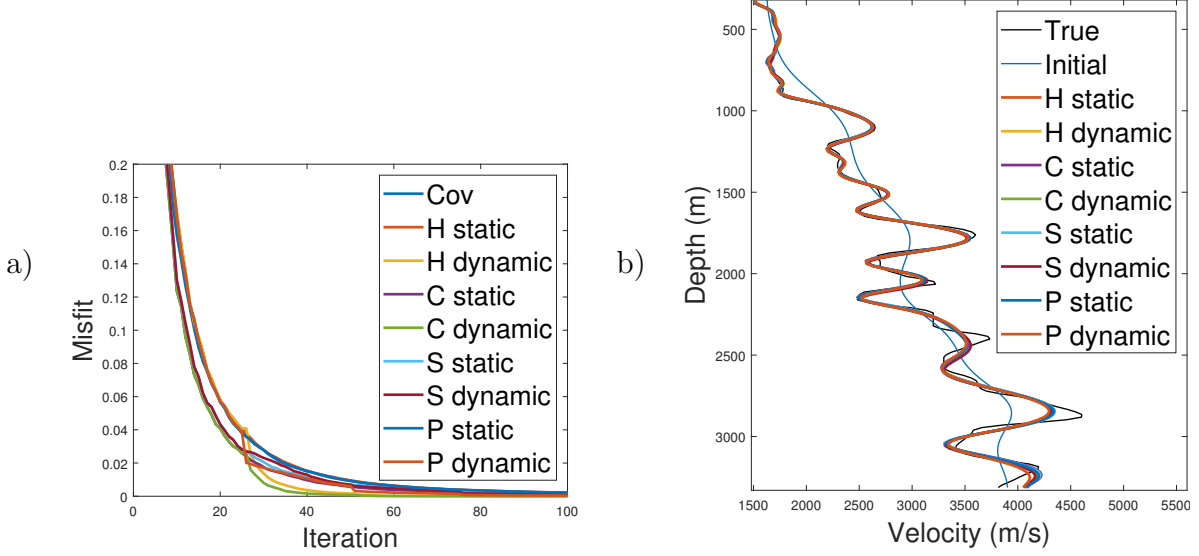 a)
Misfit
0.2
0.18
0.16
0.14
0.12
0.1
0.08
0.06
0.04
0.02
0
0
20
40
60
80
100
Iteration
Cov
H static
H dynamic
C static
C dynamic
S static
S dynamic
P static
P dynamic
b)
Depth (m)
500
1000
1500
2000
2500
3000
1500
2000
2500
3000
3500
4000
4500
5000
5500
Velocity (m/s)
True
Initial
H static
H dynamic
C static
C dynamic
S static
S dynamic
P static
P dynamic